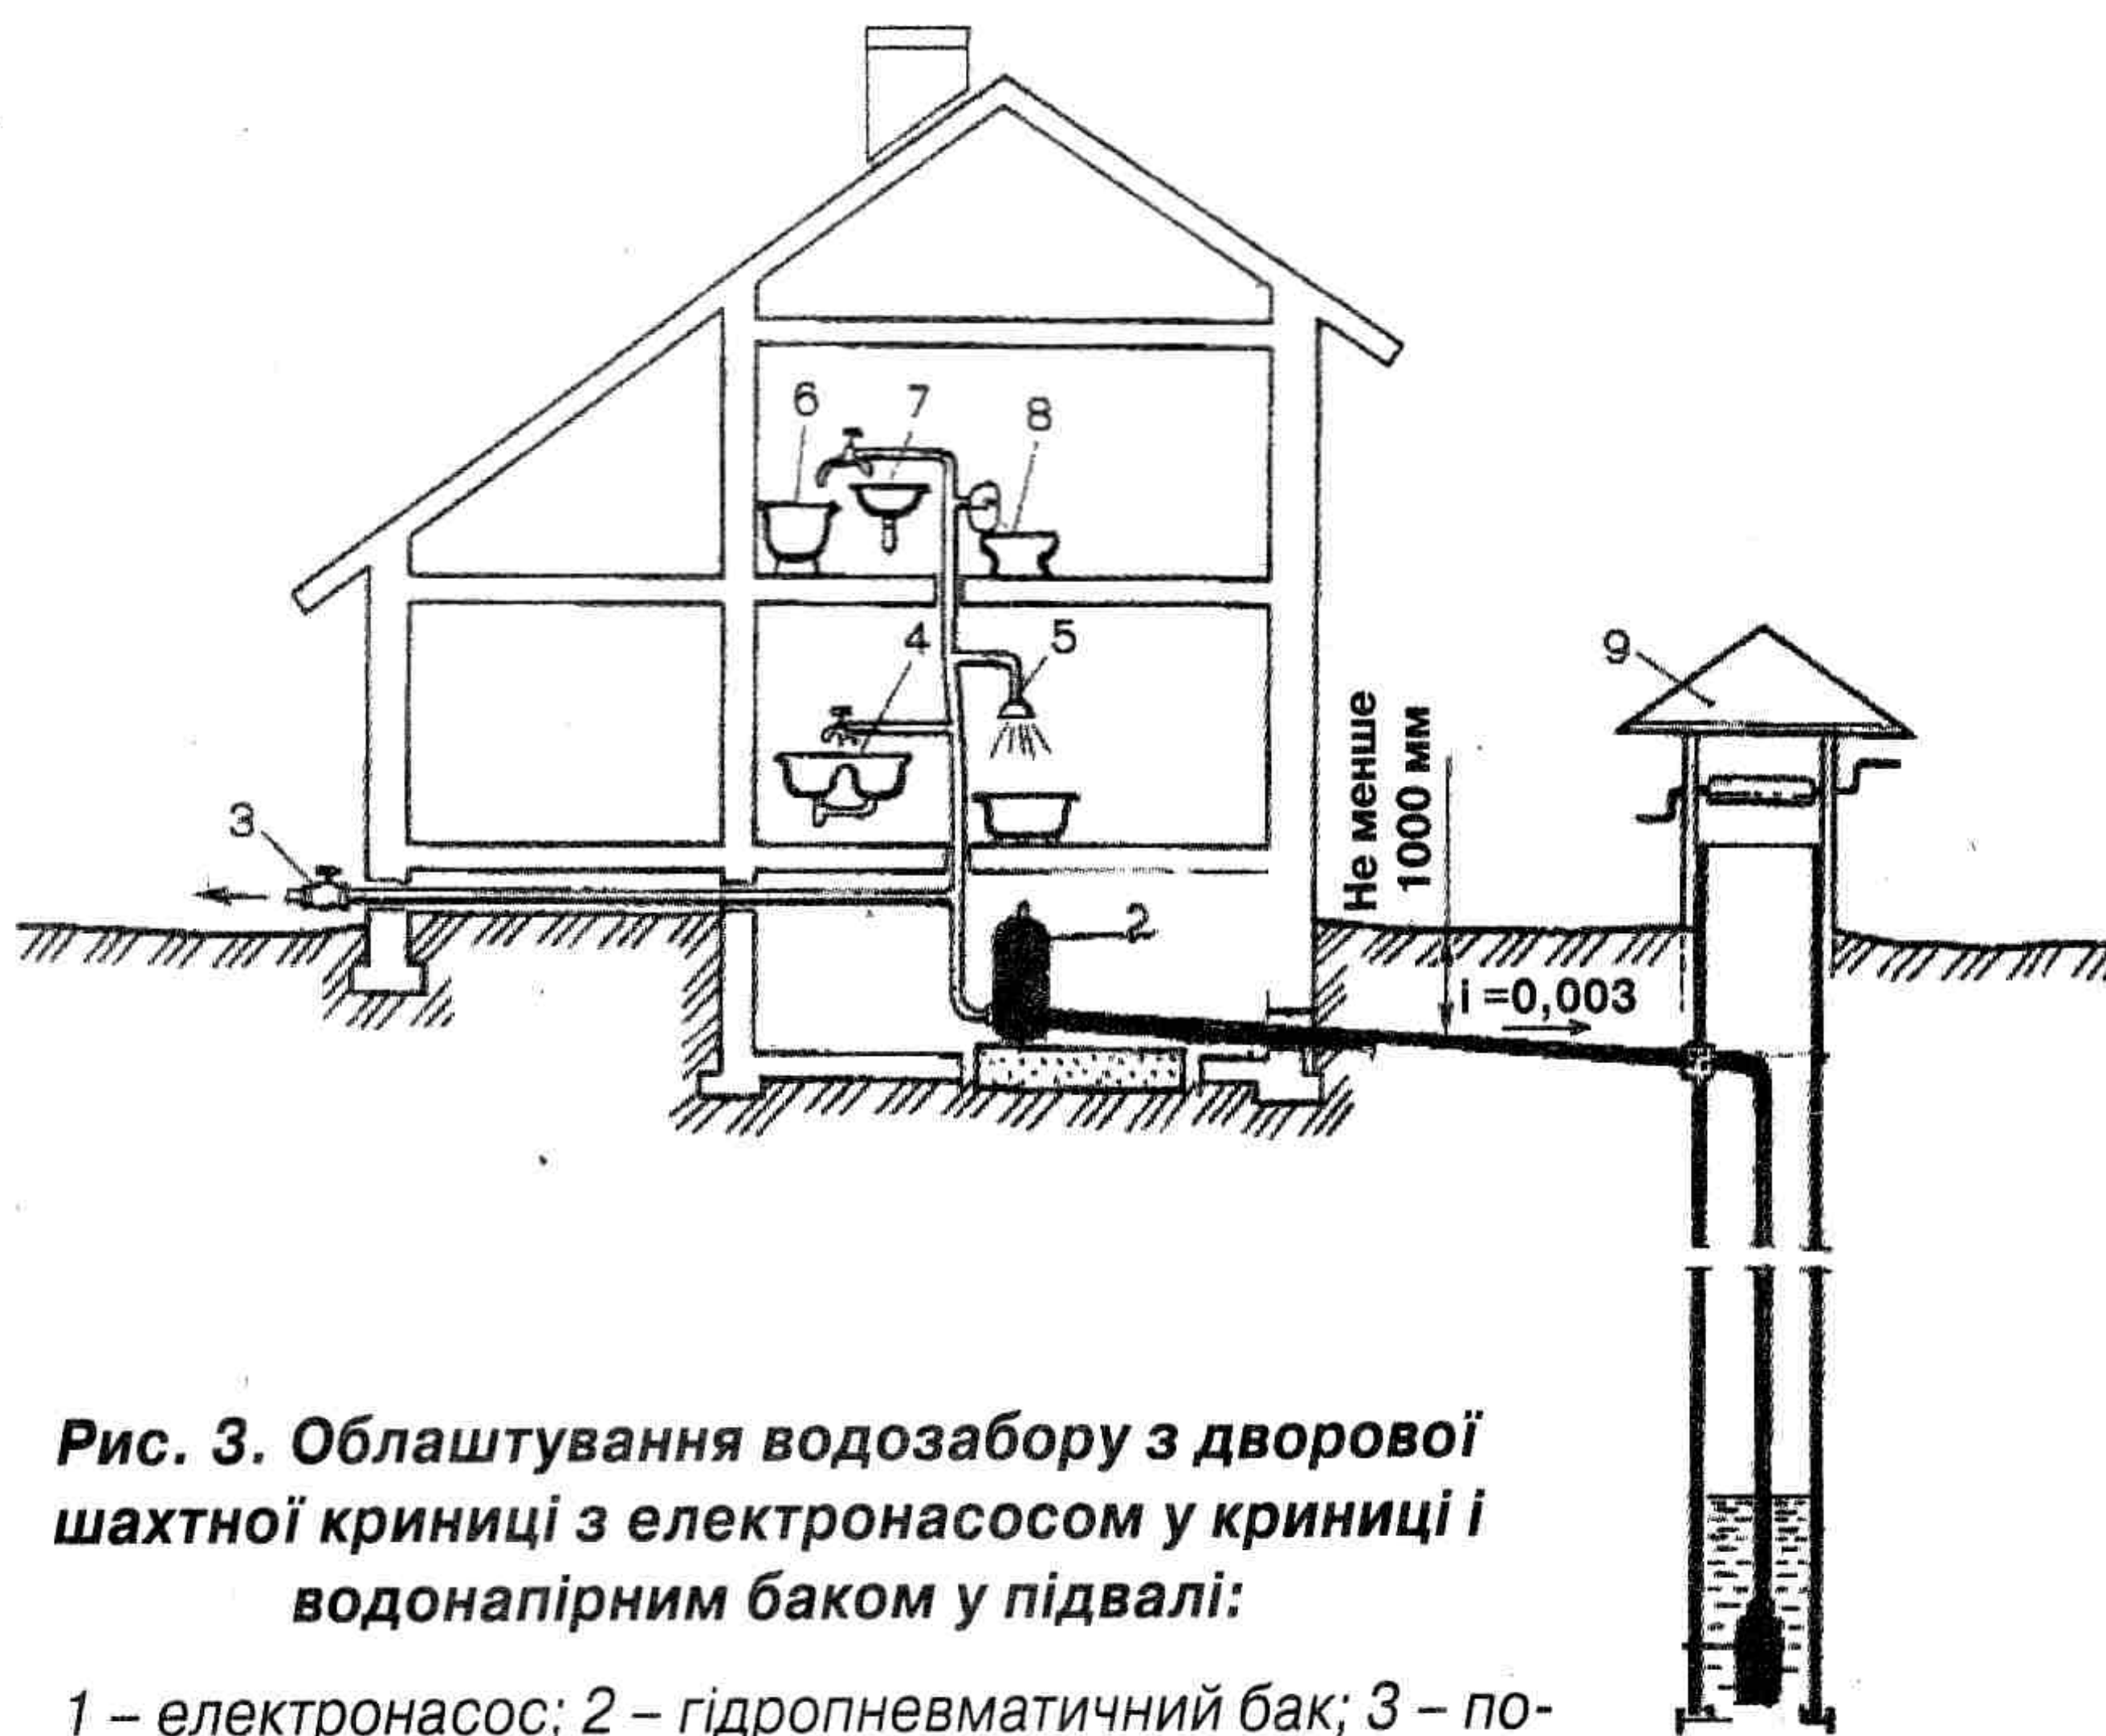 6
7
8
4
5
9
Не менше
1000 мм
3
2
i =0,003
Рис. 3. Облаштування водозабору з дворової
шахтної криниці з електронасосом у криниці і
водонапірним баком у підвалі:
1 – електронасос; 2 – гідропневматичний бак; 3 – по-